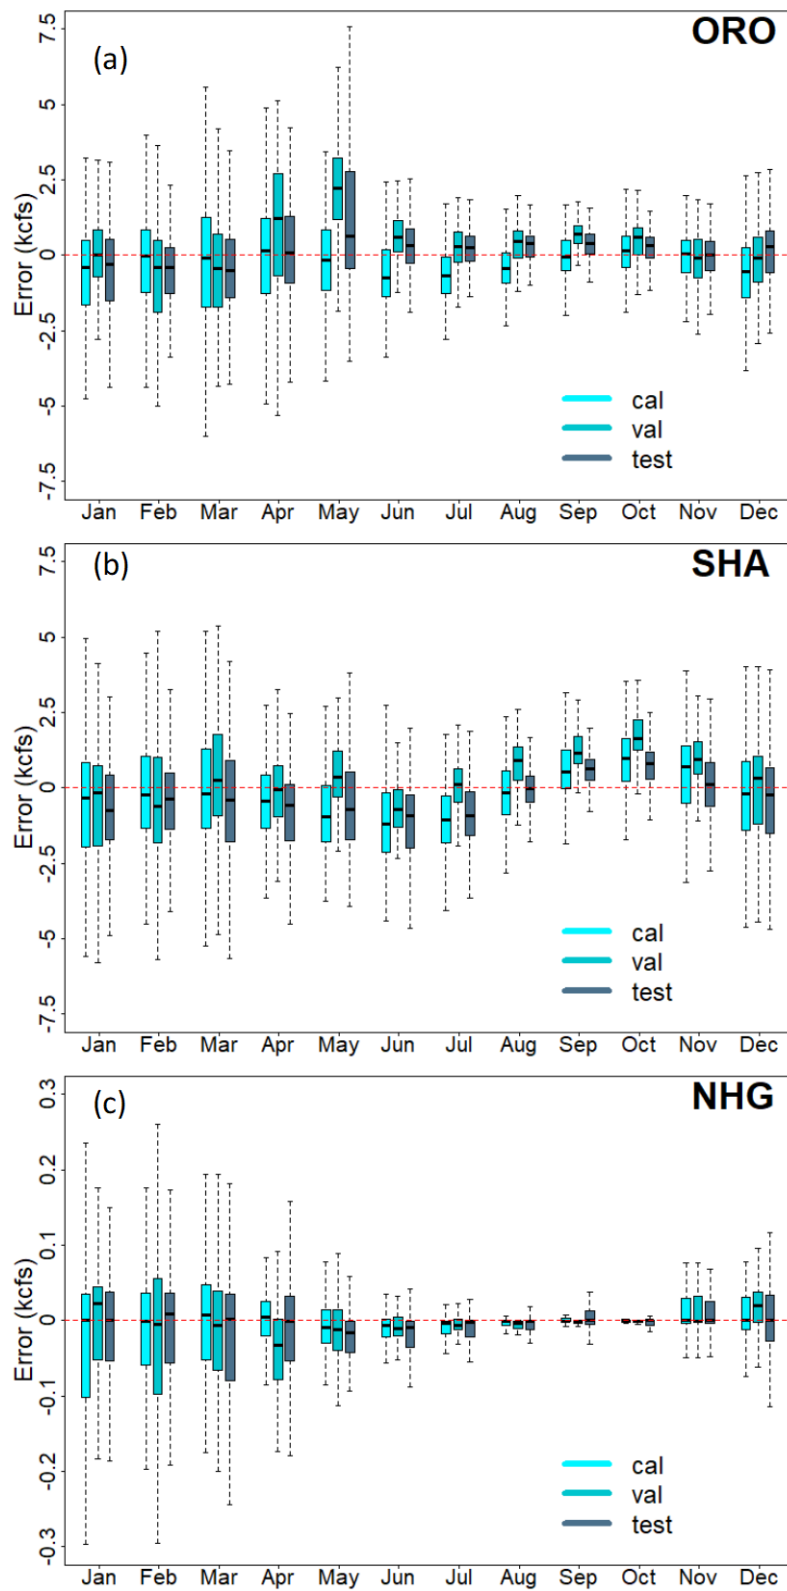 (a)
ORO
Error (kcfs)
7.5
5
2.5
0
-2.5
-5
-7.5
cal
val
test
Jan Feb Mar Apr May Jun Jul Aug Sep Oct Nov Dec
(b)
SHA
Error (kcfs)
7.5
5
2.5
0
-2.5
-5
-7.5
cal
val
test
Jan Feb Mar Apr May Jun Jul Aug Sep Oct Nov Dec
(c)
NHG
Error (kcfs)
0.3
0.2
0.1
0
-0.1
-0.2
-0.3
cal
val
test
Jan Feb Mar Apr May Jun Jul Aug Sep Oct Nov Dec